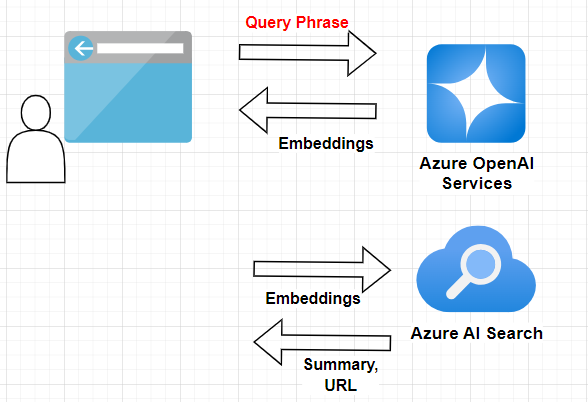 Query Phrase
Embeddings
Azure OpenAI
Services
Embeddings
Azure AI Search
Summary,
URL